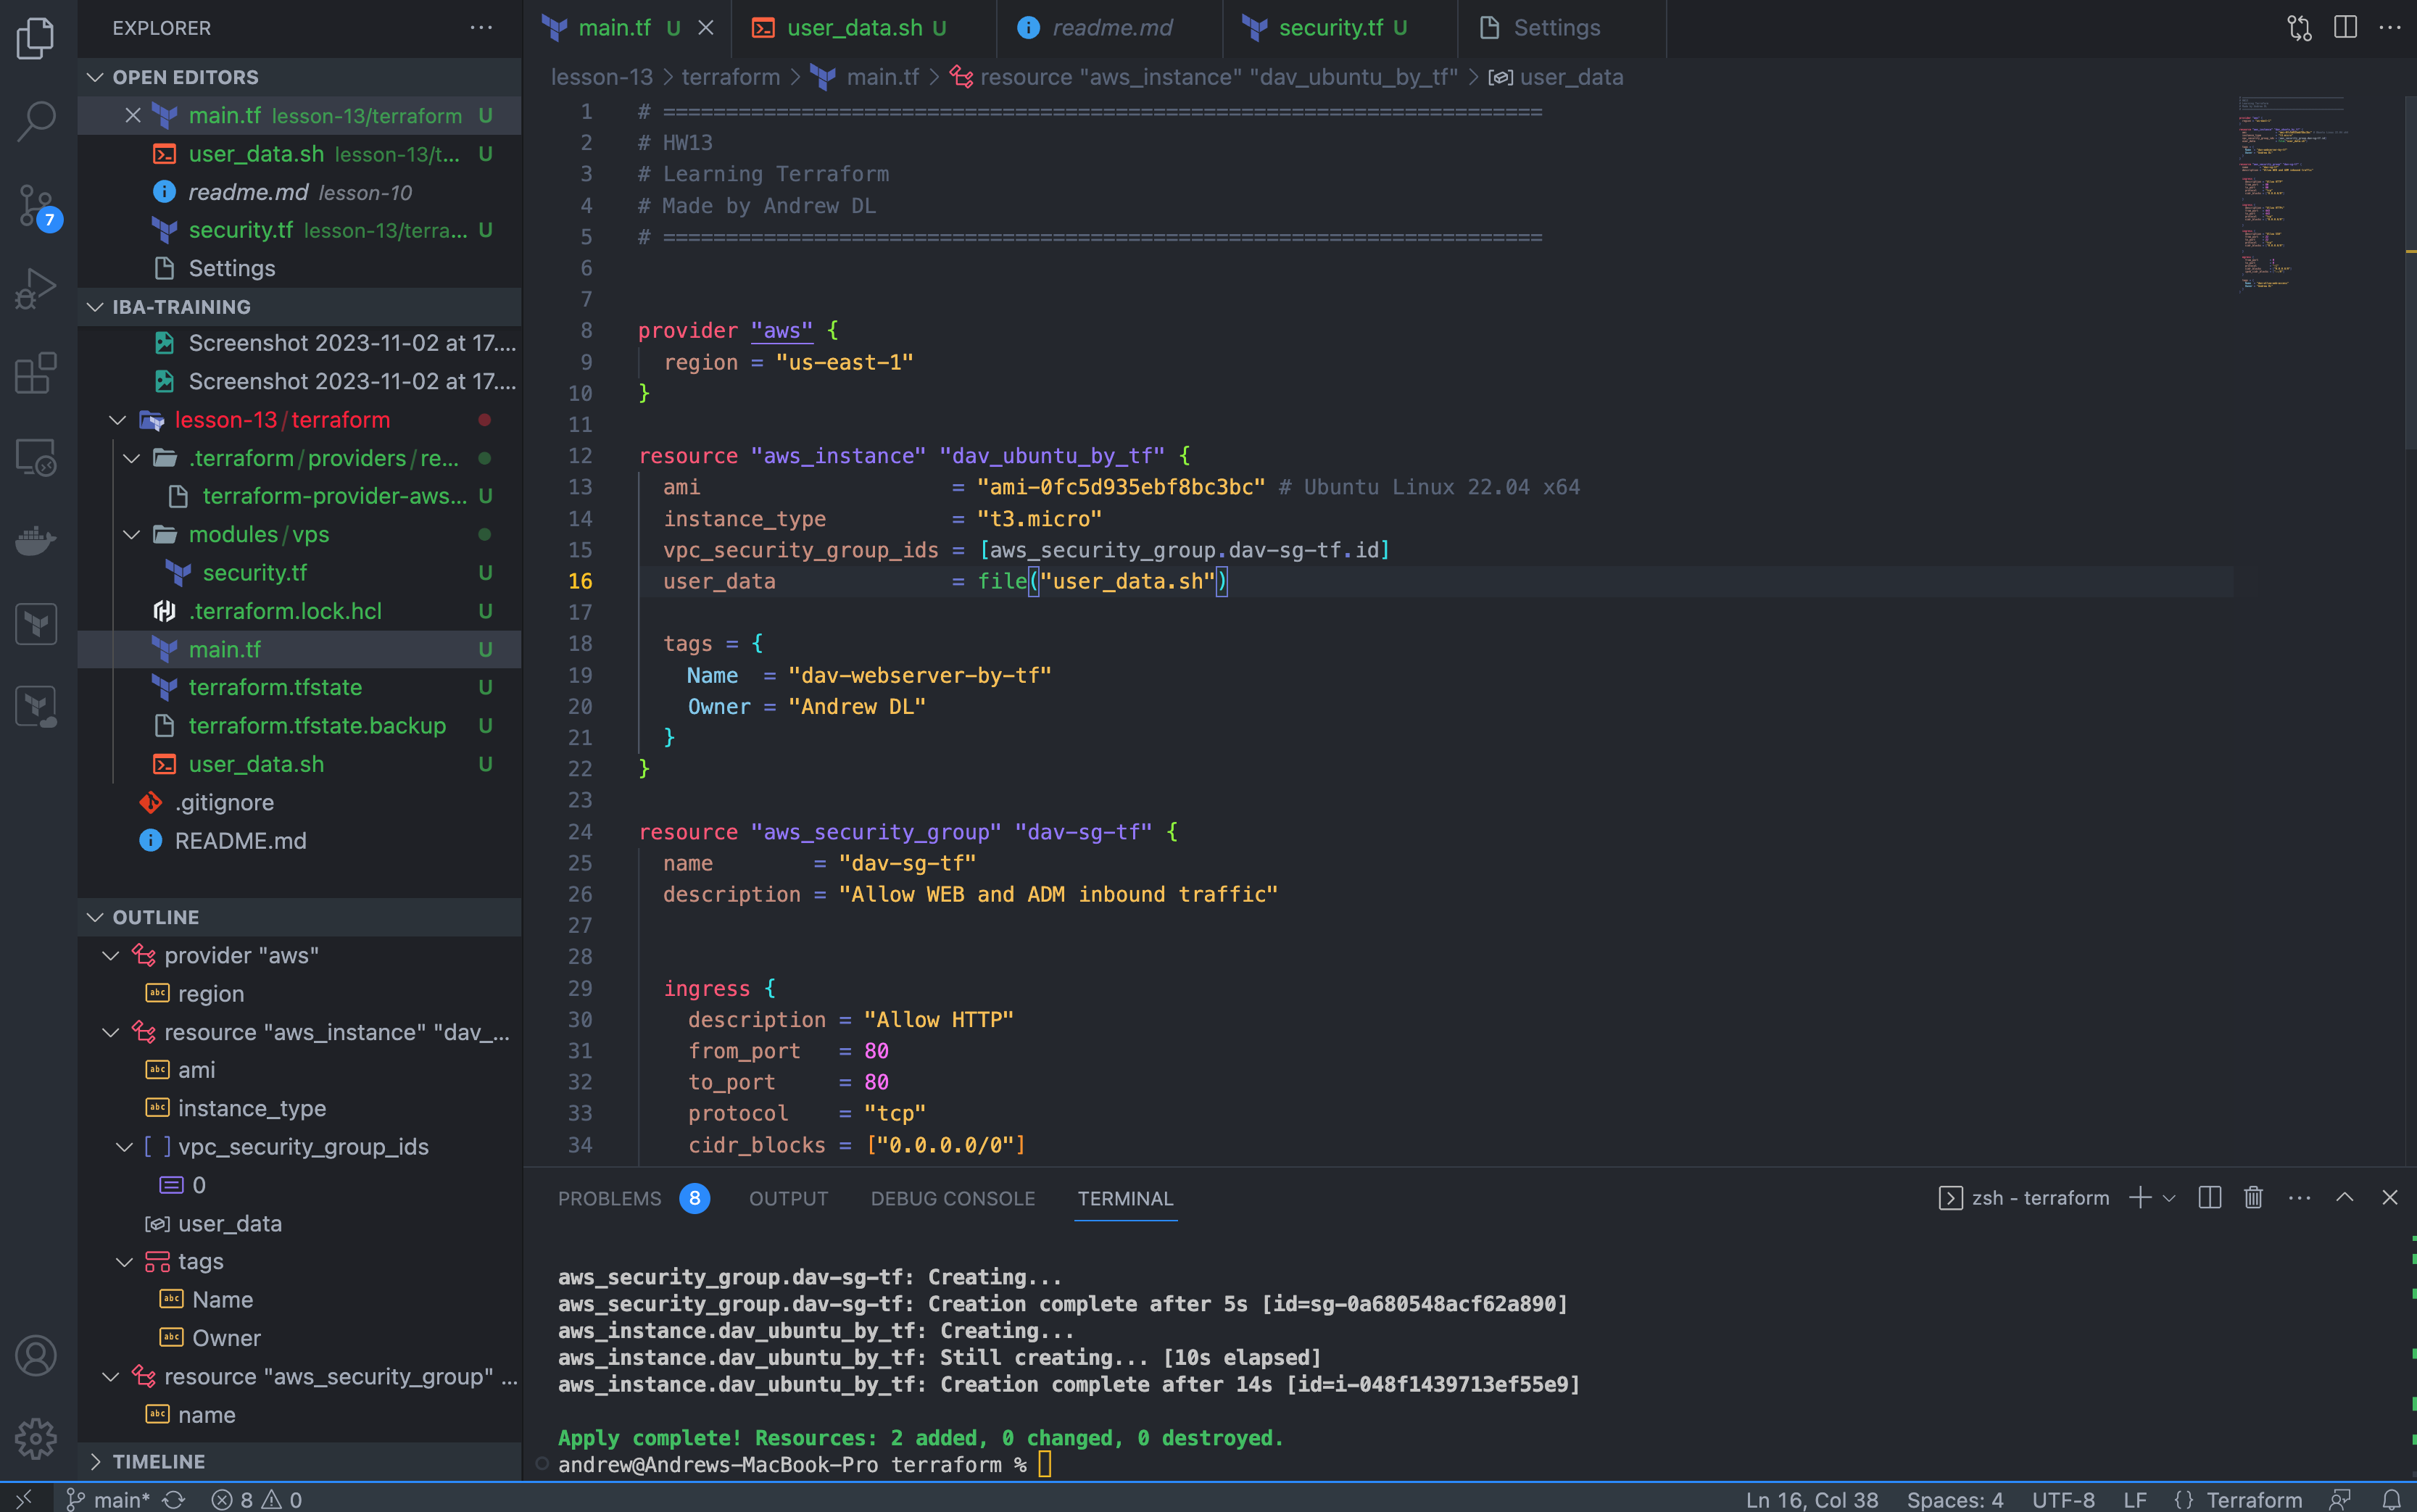 EXPLORER
OPEN EDITORS
main.tf lesson-13/terraform U
user_data.sh lesson-13/t... U
readme.md lesson-10
security.tf lesson-13/terra... U
Settings
IBA-TRAINING
Screenshot 2023-11-02 at 17....
Screenshot 2023-11-02 at 17....
lesson-13/terraform
.terraform/providers/re...
terraform-provider-aws... U
modules/vps
security.tf U
.terraform.lock.hcl U
main.tf U
terraform.tfstate U
terraform.tfstate.backup U
user_data.sh U
.gitignore
README.md
OUTLINE
provider "aws"
region
resource "aws_instance" "dav_...
ami
instance_type
vpc_security_group_ids
0
user_data
tags
Name
Owner
resource "aws_security_group" ...
name
TIMELINE
7
main.tf U
user_data.sh U
readme.md
security.tf U
Settings
lesson-13 > terraform > main.tf > resource "aws_instance" "dav_ubuntu_by_tf" > user_data
1 # ======================================================================
2 # HW13
3 # Learning Terraform
4 # Made by Andrew DL
5 # ======================================================================
6
7
8 provider "aws" {
9 region = "us-east-1"
10 }
11
12 resource "aws_instance" "dav_ubuntu_by_tf" {
13 ami = "ami-0fc5d935ebf8bc3bc" # Ubuntu Linux 22.04 x64
14 instance_type = "t3.micro"
15 vpc_security_group_ids = [aws_security_group.dav-sg-tf.id]
16 user_data = file("user_data.sh")
17
18 tags = {
19 Name = "dav-webserver-by-tf"
20 Owner = "Andrew DL"
21 }
22 }
23
24 resource "aws_security_group" "dav-sg-tf" {
25 name = "dav-sg-tf"
26 description = "Allow WEB and ADM inbound traffic"
27
28
29 ingress {
30 description = "Allow HTTP"
31 from_port = 80
32 to_port = 80
33 protocol = "tcp"
34 cidr_blocks = ["0.0.0.0/0"]
PROBLEMS 8 OUTPUT DEBUG CONSOLE TERMINAL
zsh - terraform
aws_security_group.dav-sg-tf: Creating...
aws_security_group.dav-sg-tf: Creation complete after 5s [id=sg-0a680548acf62a890]
aws_instance.dav_ubuntu_by_tf: Creating...
aws_instance.dav_ubuntu_by_tf: Still creating... [10s elapsed]
aws_instance.dav_ubuntu_by_tf: Creation complete after 14s [id=i-048f1439713ef55e9]
Apply complete! Resources: 2 added, 0 changed, 0 destroyed.
andrew@Andrews-MacBook-Pro terraform %
main* 8 0
Ln 16, Col 38 Spaces: 4 UTF-8 LF {} Terraform